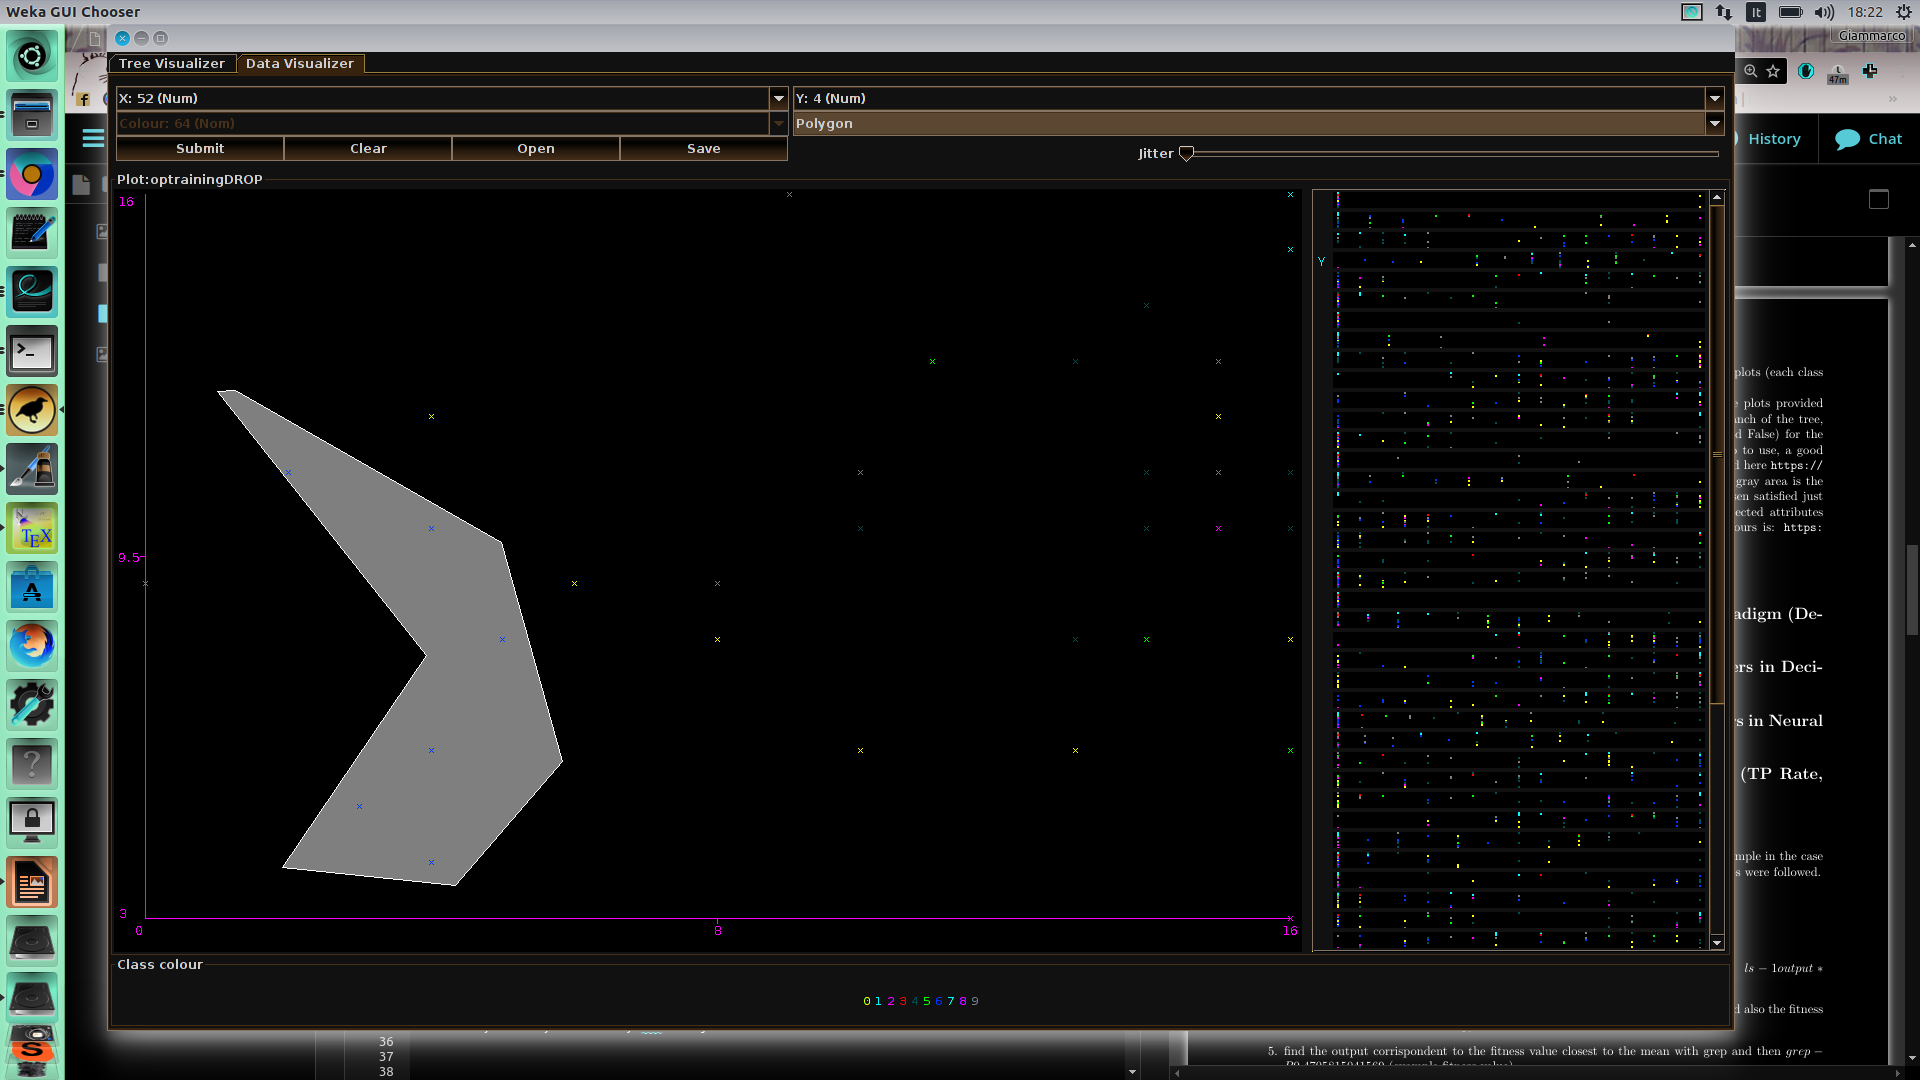 Weka GUI Chooser
It
18:22
Giammarco
Tree Visualizer
Data Visualizer
X: 52 (Num)
Y: 4 (Num)
Colour: 64 (Nom)
Polygon
Submit
Clear
Open
Save
Jitter
47m
History
Chat
Plot:optrainingDROP
16
9.5
3
0
8
16
Y
Class colour
0 1 2 3 4 5 6 7 8 9
plots (each class
plots provided
of the tree,
d False) for the
to use, a good
d here https://
gray area is the
satisfied just
attributes
ours is: https:
adigm (De-
ers in Deci-
s in Neural
(TP Rate,
mple in the case
s were followed.
ls − 1output ∗
d also the fitness
36
37
38
5. find the output corrispondent to the fitness value closest to the mean with grep and then grep −